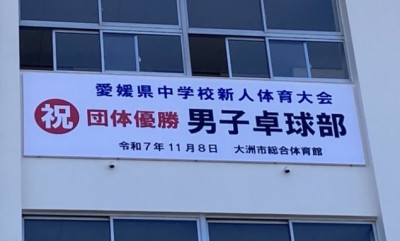 愛媛県中学校新人体育大会
祝 団体優勝 男子卓球部
令和7年11月8日 大洲市総合体育館